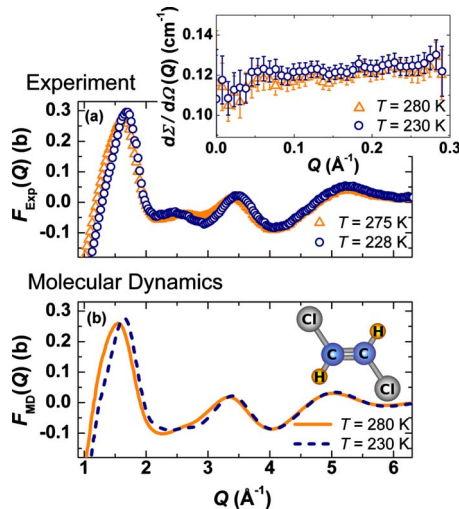 dΣ/dΩ(Q) (cm⁻¹)
0.14
0.12
0.10
T = 280 K
T = 230 K
0.0 0.1 0.2 0.3
Q (Å⁻¹)
Experiment
(a)
F_Exp(Q) (b)
0.3
0.2
0.1
0.0
-0.1
T = 275 K
T = 228 K
Molecular Dynamics
(b)
F_MD(Q) (b)
0.3
0.2
0.1
0.0
-0.1
Cl
H
C C
H
Cl
T = 280 K
T = 230 K
1 2 3 4 5 6
Q (Å⁻¹)